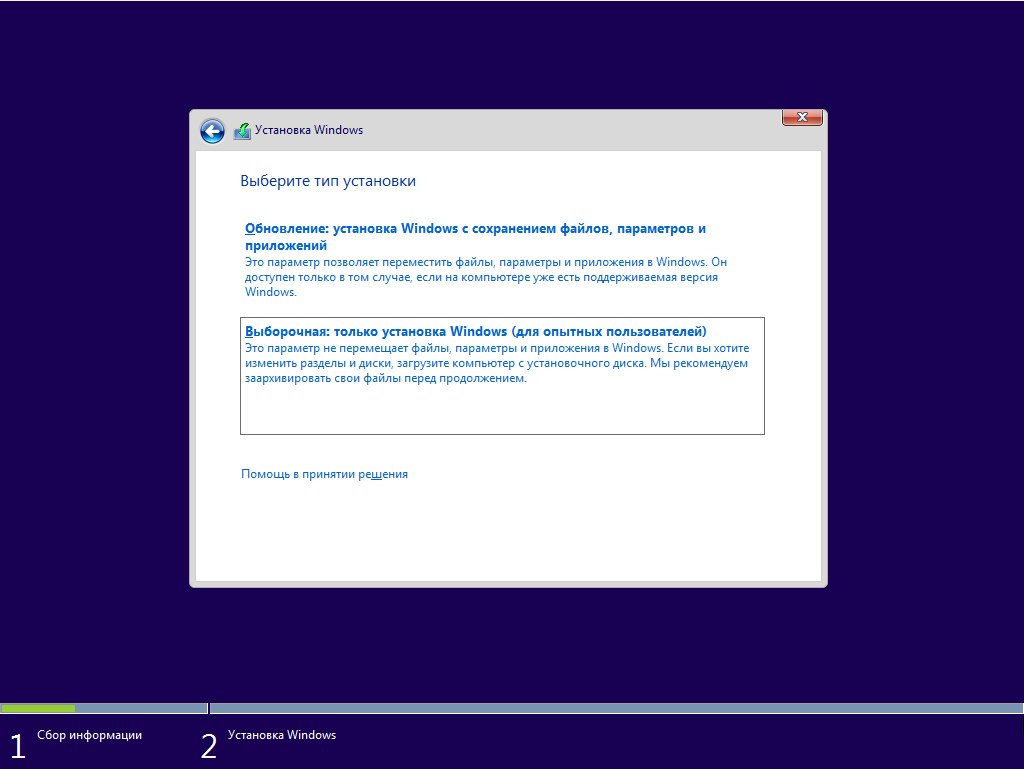 Установка Windows
Выберите тип установки
Обновление: установка Windows с сохранением файлов, параметров и
приложений
Это параметр позволяет переместить файлы, параметры и приложения в Windows. Он
доступен только в том случае, если на компьютере уже есть поддерживаемая версия
Windows.
Выборочная: только установка Windows (для опытных пользователей)
Это параметр не перемещает файлы, параметры и приложения в Windows. Если вы хотите
изменить разделы и диски, загрузите компьютер с установочного диска. Мы рекомендуем
заархивировать свои файлы перед продолжением.
Помощь в принятии решения
1 Сбор информации
2 Установка Windows